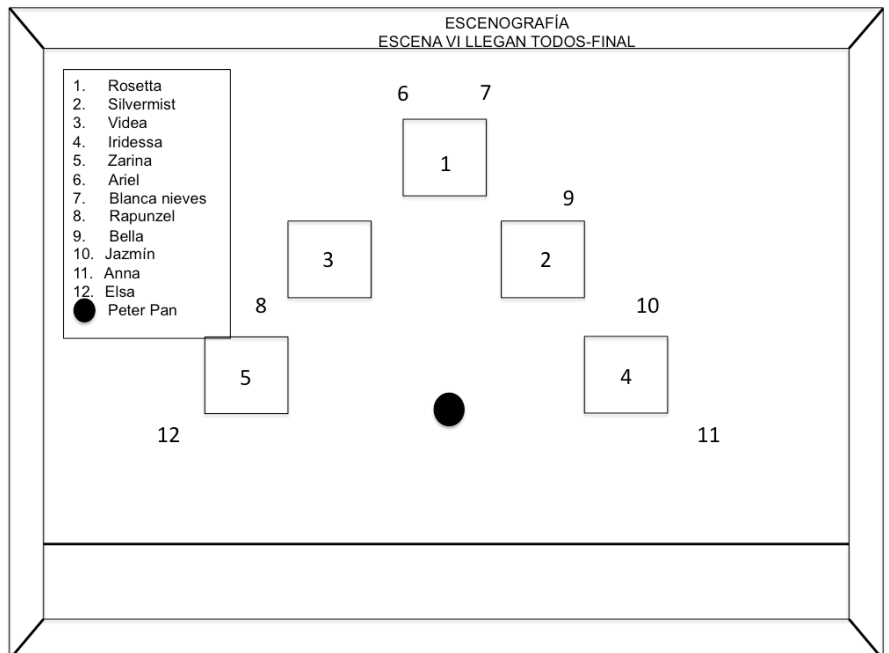 ESCENOGRAFÍA
ESCENA VI LLEGAN TODOS-FINAL
1. Rosetta
2. Silvermist
3. Videa
4. Iridessa
5. Zarina
6. Ariel
7. Blanca nieves
8. Rapunzel
9. Bella
10. Jazmín
11. Anna
12. Elsa
Peter Pan
6 7
1
9
3 2
8 10
5 4
12 11